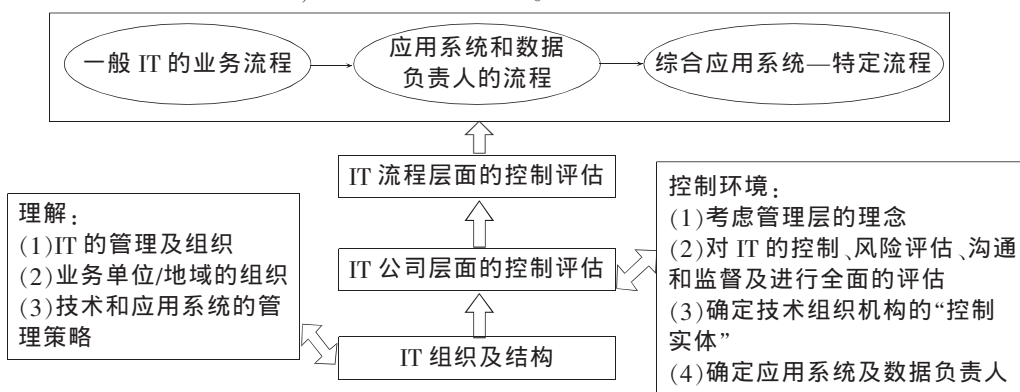 一般 IT 的业务流程
应用系统和数据
负责人的流程
综合应用系统—特定流程
IT 流程层面的控制评估
理解：
(1)IT 的管理及组织
(2)业务单位/地域的组织
(3)技术和应用系统的管
理策略
IT 公司层面的控制评估
IT 组织及结构
控制环境：
(1)考虑管理层的理念
(2)对 IT 的控制、风险评估、沟通
和监督及进行全面的评估
(3)确定技术组织机构的“控制
实体”
(4)确定应用系统及数据负责人